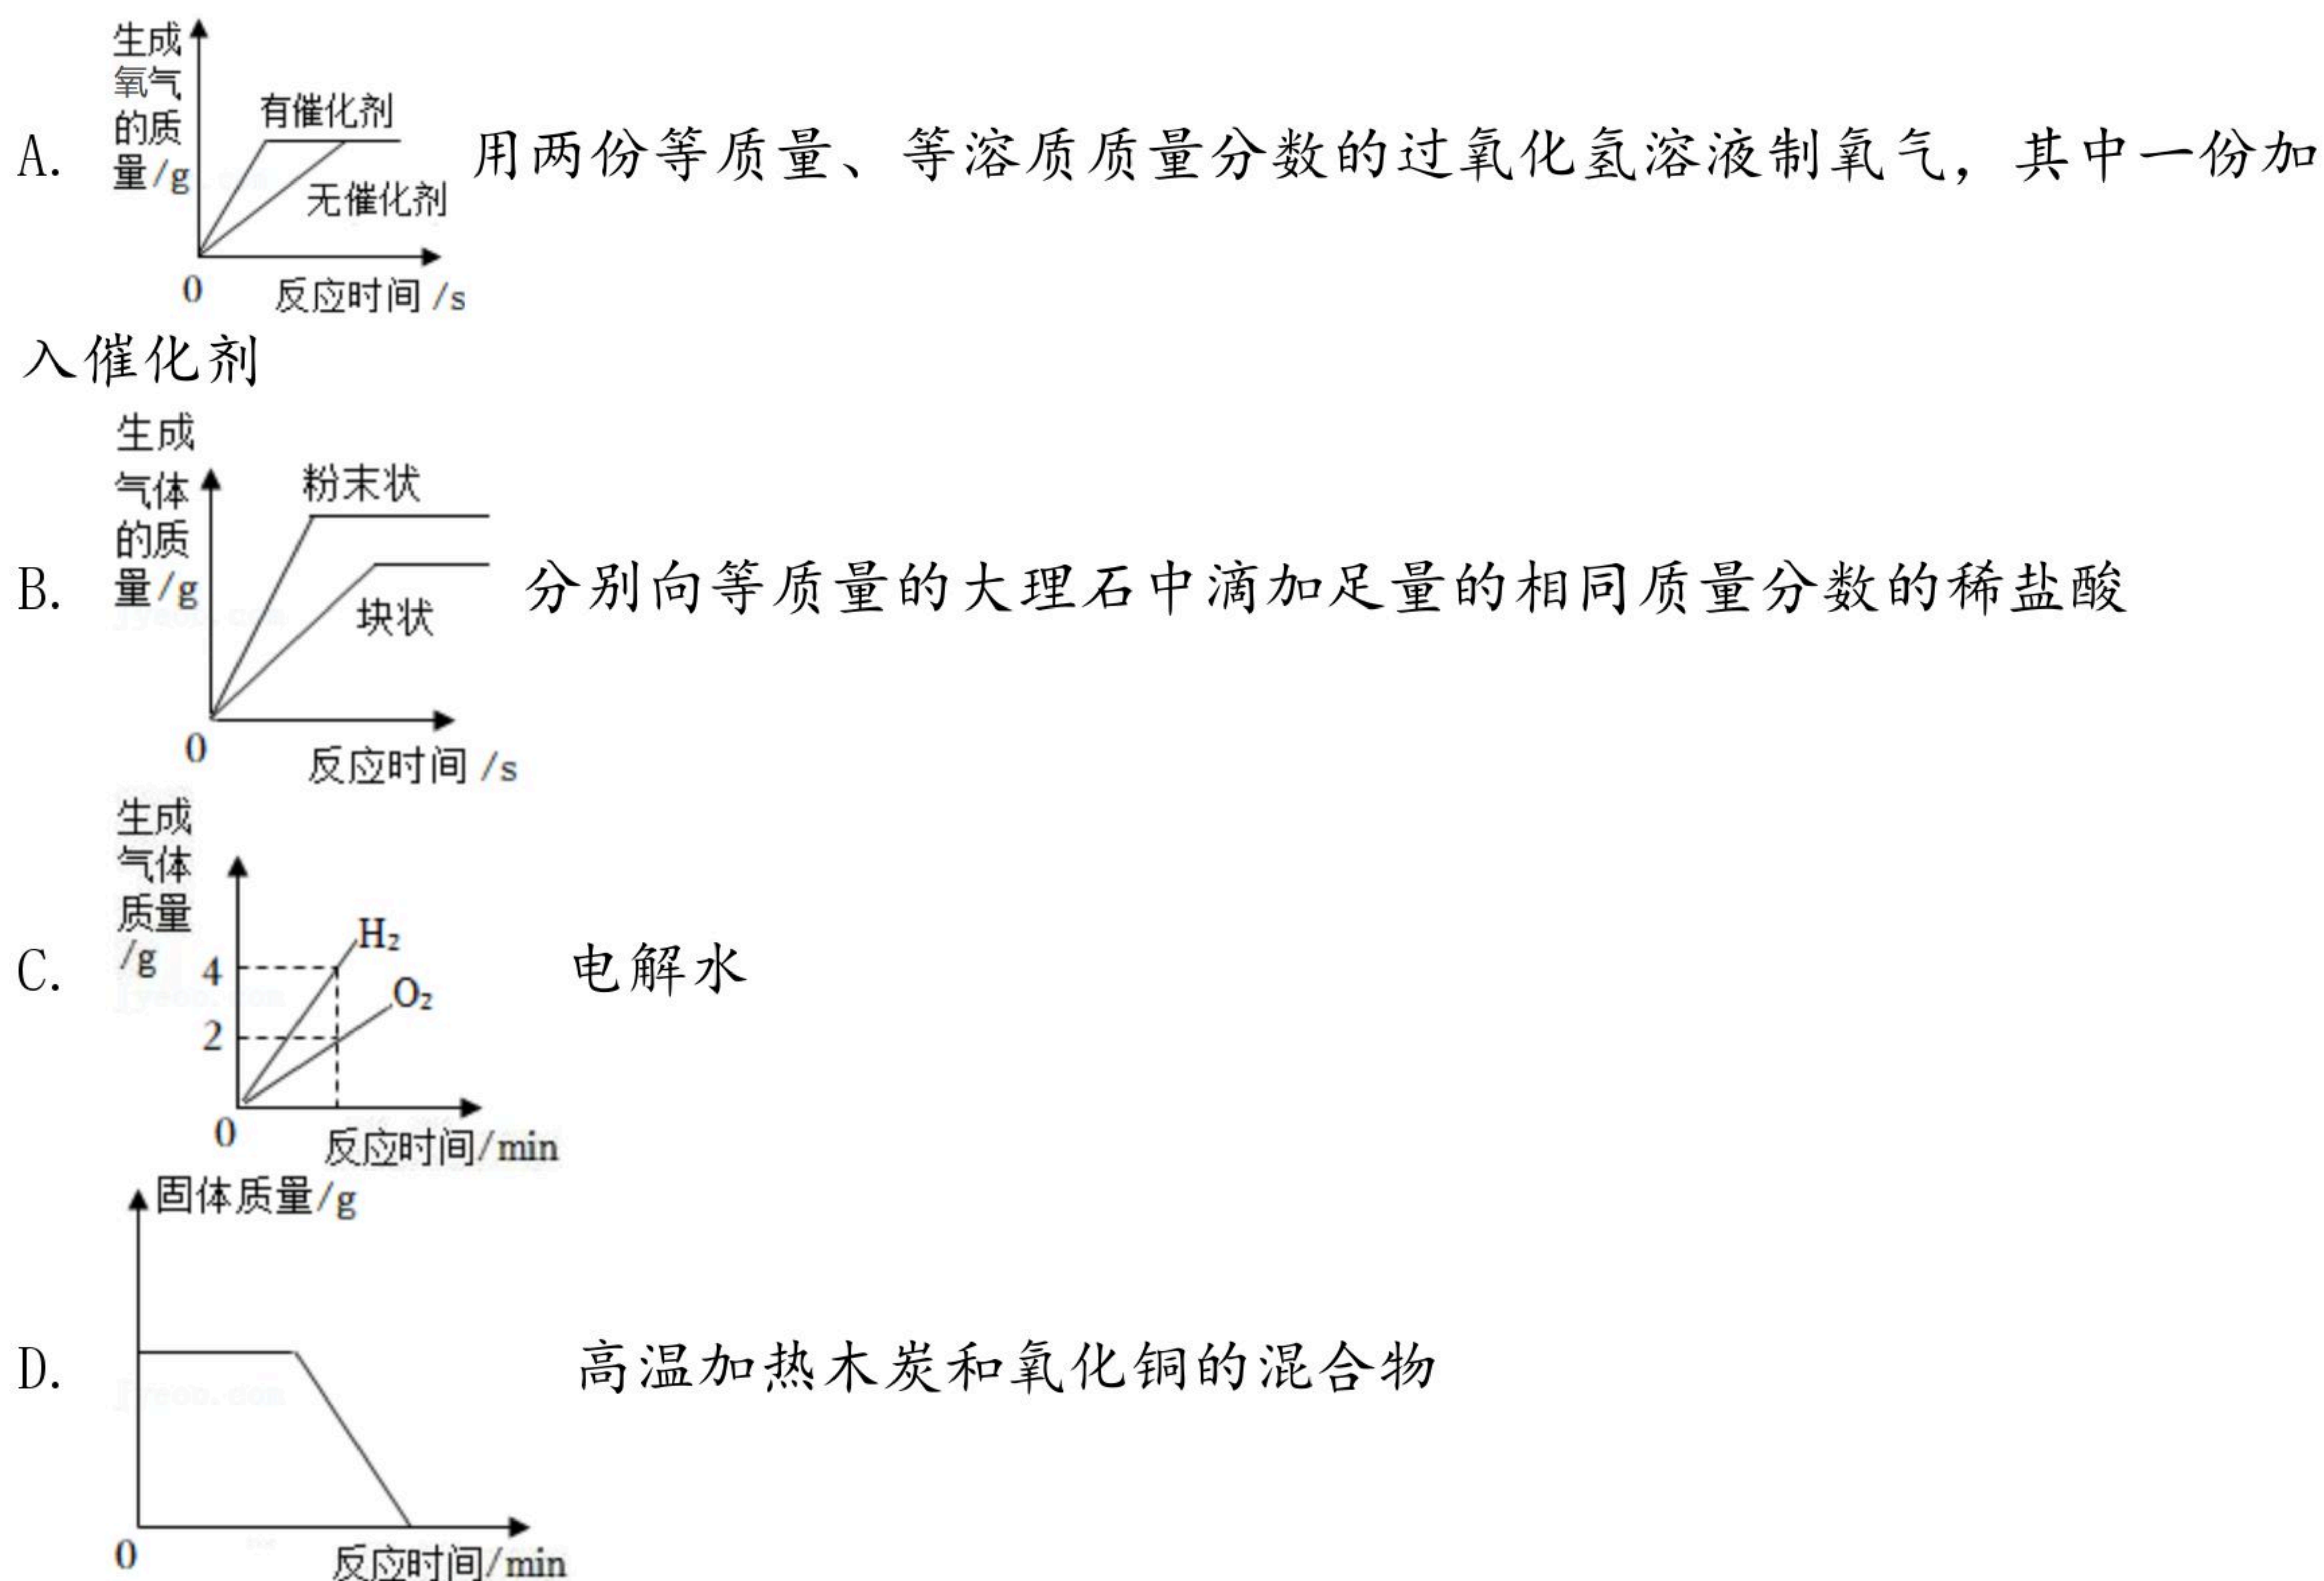 生成
氧气
的质
量/g
有催化剂
无催化剂
0
反应时间/s
A. 用两份等质量、等溶质质量分数的过氧化氢溶液制氧气，其中一份加
入催化剂
生成
气体
的质
量/g
粉末状
块状
0
反应时间/s
B. 分别向等质量的大理石中滴加足量的相同质量分数的稀盐酸
生成
气体
质量
/g
4
2
H₂
O₂
0
反应时间/min
C. 电解水
固体质量/g
0
反应时间/min
D. 高温加热木炭和氧化铜的混合物